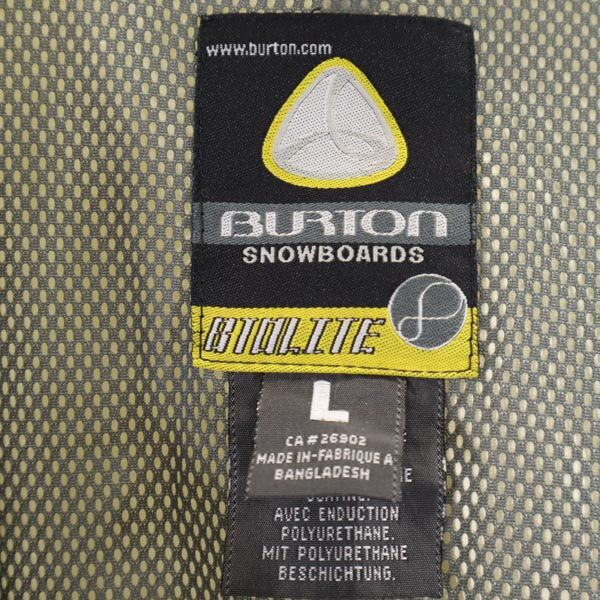 www.burton.com
BURTON
SNOWBOARDS
BIOLITE
L
CA # 26902
MADE IN-FABRIQUE A
BANGLADESH
AVEC ENDUCTION
POLYURETHANE.
MIT POLYURETHANE
BESCHICHTUNG.